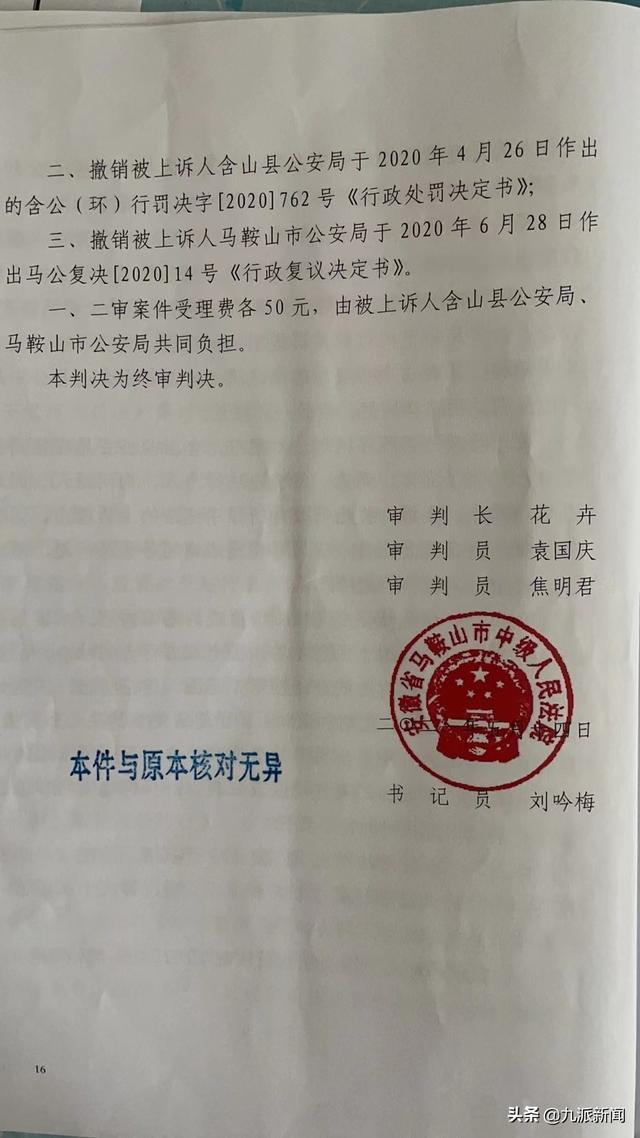 二、撤销被上诉人含山县公安局于2020年4月26日作出
的含公（环）行罚决字[2020]762号《行政处罚决定书》；
三、撤销被上诉人马鞍山市公安局于2020年6月28日作
出马公复决[2020]14号《行政复议决定书》。
一、二审案件受理费各50元，由被上诉人含山县公安局、
马鞍山市公安局共同负担。
本判决为终审判决。
审 判 长 花 卉
审 判 员 袁国庆
审 判 员 焦明君
安徽省马鞍山市中级人民法院
二〇二 年五月 四日
本件与原本核对无异
书 记 员 刘吟梅
16
头条 @九派新闻